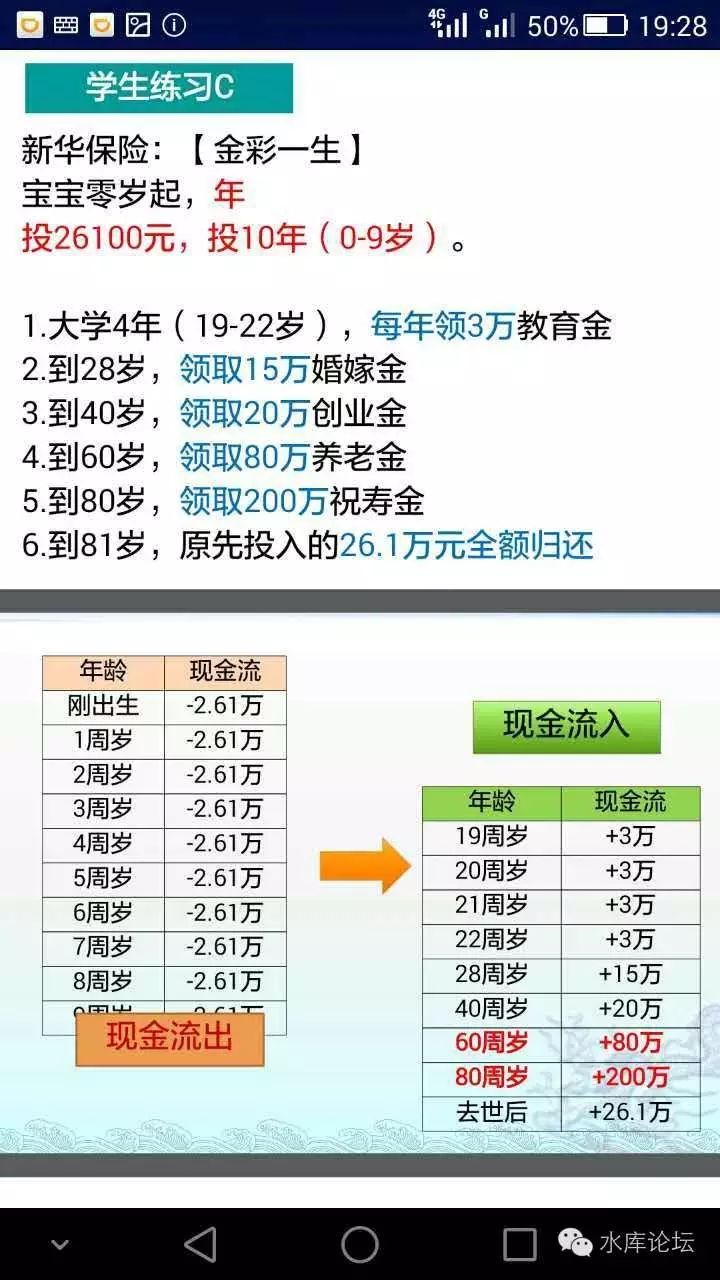 4G
G
50%
19:28
学生练习C
新华保险：【金彩一生】
宝宝零岁起，年
投26100元，投10年（0-9岁）。
1.大学4年（19-22岁），每年领3万教育金
2.到28岁，领取15万婚嫁金
3.到40岁，领取20万创业金
4.到60岁，领取80万养老金
5.到80岁，领取200万祝寿金
6.到81岁，原先投入的26.1万元全额归还
年龄 现金流
刚出生 -2.61万
1周岁 -2.61万
2周岁 -2.61万
3周岁 -2.61万
4周岁 -2.61万
5周岁 -2.61万
6周岁 -2.61万
7周岁 -2.61万
8周岁 -2.61万
现金流出
现金流入
年龄 现金流
19周岁 +3万
20周岁 +3万
21周岁 +3万
22周岁 +3万
28周岁 +15万
40周岁 +20万
60周岁 +80万
80周岁 +200万
去世后 +26.1万
水库论坛